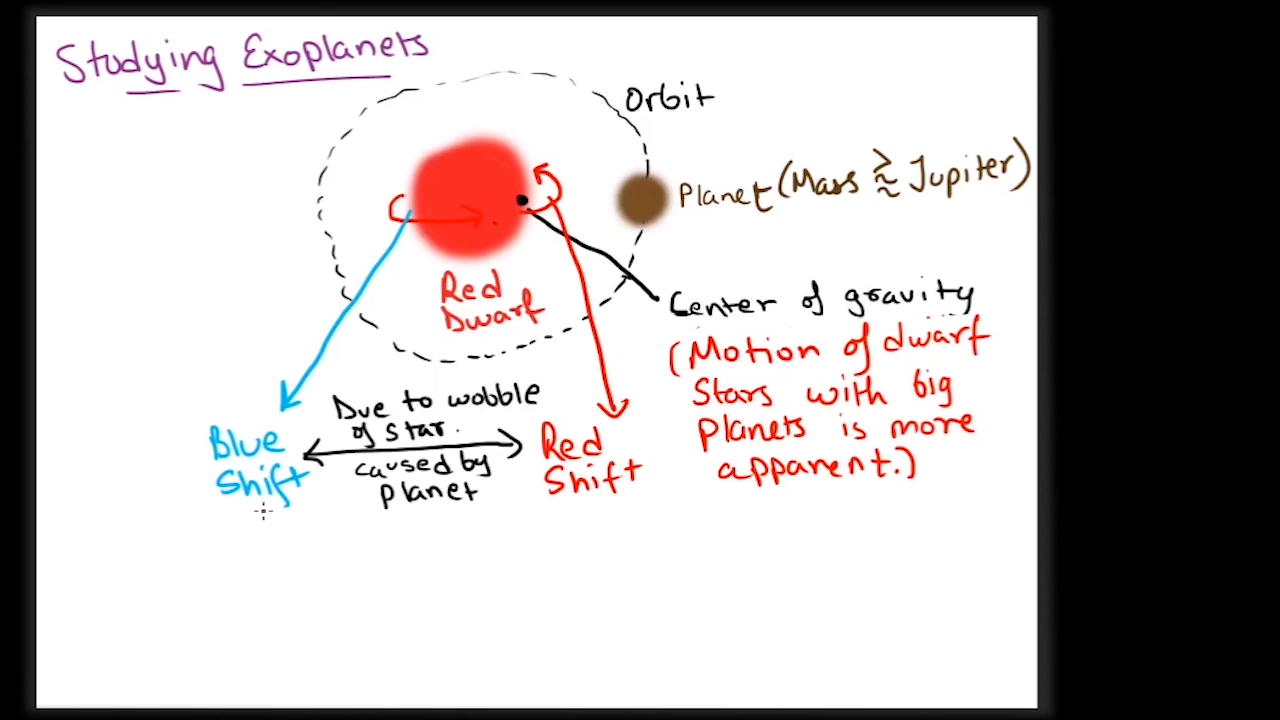 Studying Exoplanets
Orbit
Planet (Mass ≳ Jupiter)
Red
Dwarf
Center of gravity
(Motion of dwarf
Stars with big
Planets is more
apparent.)
Due to wobble
of star.
caused by
Planet
Blue
Shift
Red
Shift